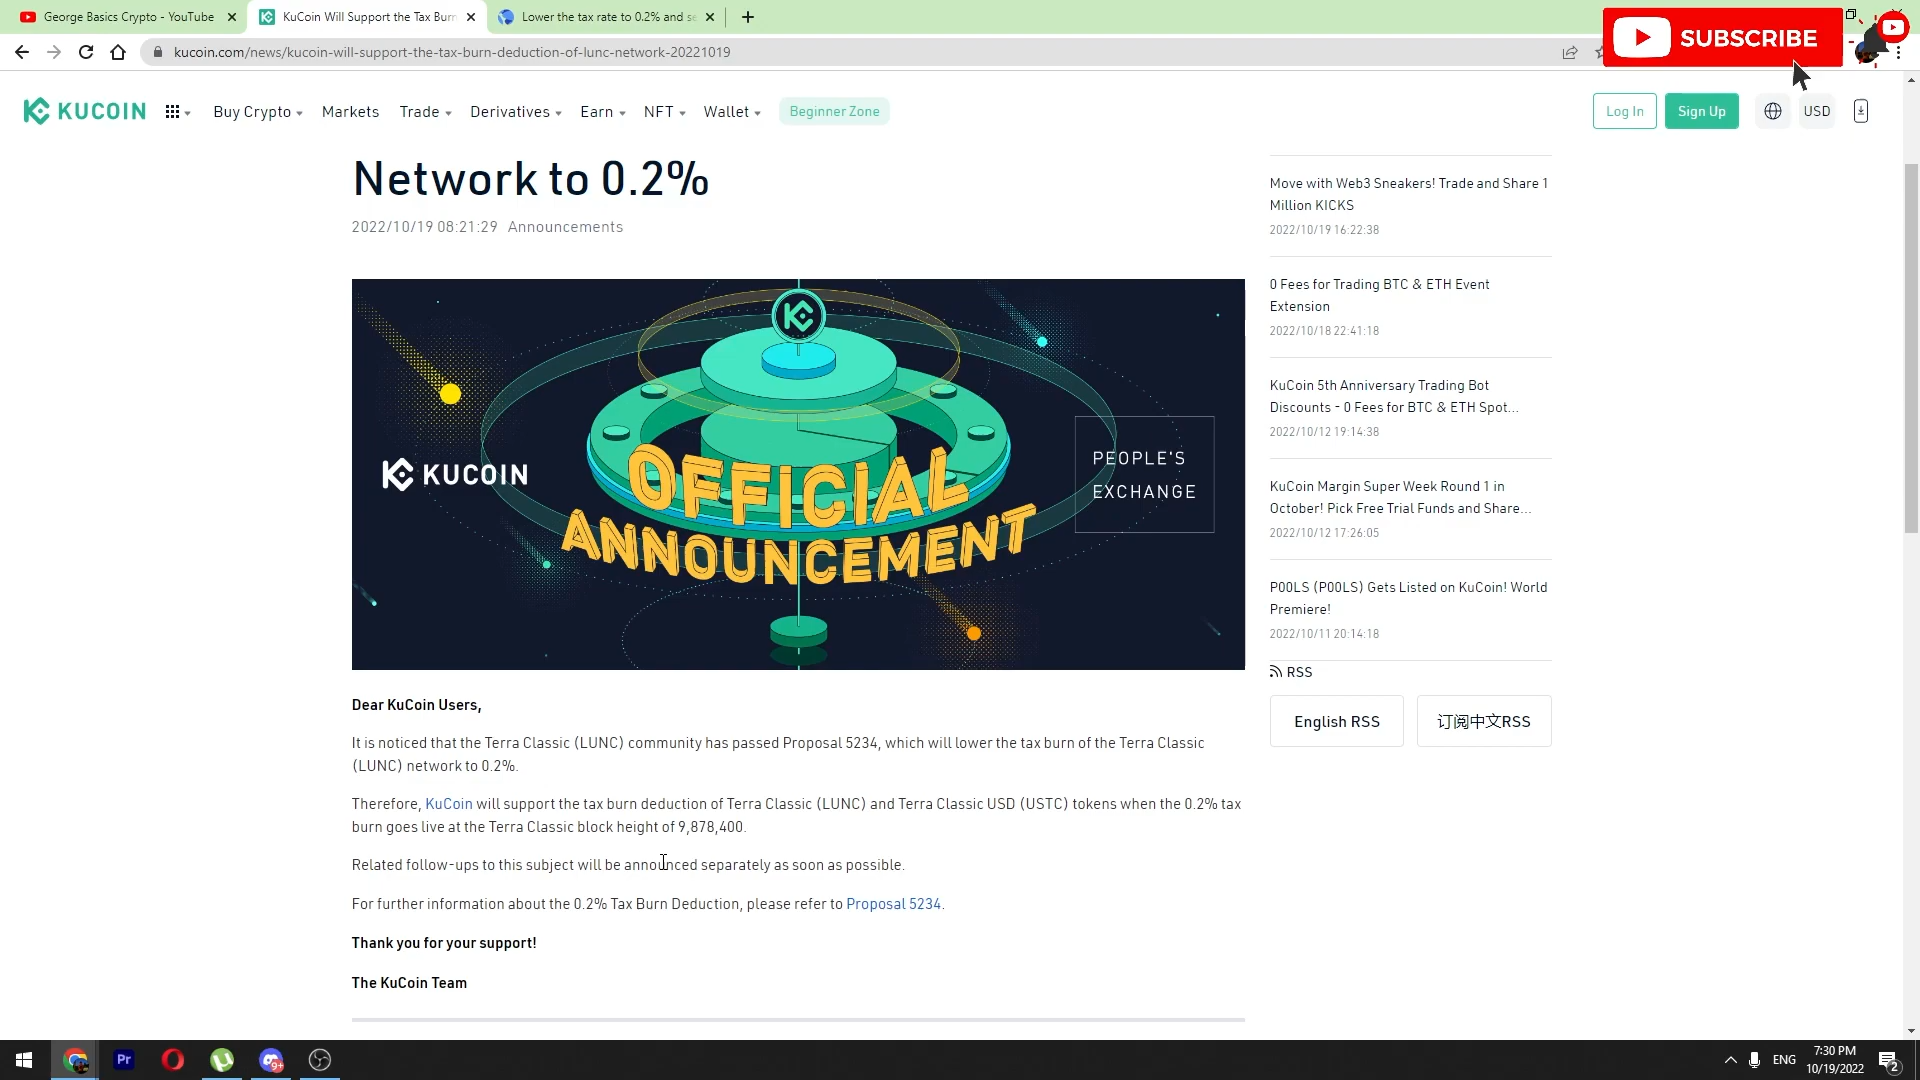 George Basics Crypto - YouTube
KuCoin Will Support the Tax Burn
Lower the tax rate to 0.2% and se
kucoin.com/news/kucoin-will-support-the-tax-burn-deduction-of-lunc-network-20221019
SUBSCRIBE
KUCOIN
Buy Crypto
Markets
Trade
Derivatives
Earn
NFT
Wallet
Beginner Zone
Log In
Sign Up
USD
Network to 0.2%
2022/10/19 08:21:29 Announcements
KUCOIN
OFFICIAL
ANNOUNCEMENT
PEOPLE'S
EXCHANGE
Dear KuCoin Users,
It is noticed that the Terra Classic (LUNC) community has passed Proposal 5234, which will lower the tax burn of the Terra Classic
(LUNC) network to 0.2%.
Therefore, KuCoin will support the tax burn deduction of Terra Classic (LUNC) and Terra Classic USD (USTC) tokens when the 0.2% tax
burn goes live at the Terra Classic block height of 9,878,400.
Related follow-ups to this subject will be announced separately as soon as possible.
For further information about the 0.2% Tax Burn Deduction, please refer to Proposal 5234.
Thank you for your support!
The KuCoin Team
Move with Web3 Sneakers! Trade and Share 1
Million KICKS
2022/10/19 16:22:38
0 Fees for Trading BTC & ETH Event
Extension
2022/10/18 22:41:18
KuCoin 5th Anniversary Trading Bot
Discounts - 0 Fees for BTC & ETH Spot...
2022/10/12 19:14:38
KuCoin Margin Super Week Round 1 in
October! Pick Free Trial Funds and Share...
2022/10/12 17:26:05
P00LS (P00LS) Gets Listed on KuCoin! World
Premiere!
2022/10/11 20:14:18
RSS
English RSS
订阅中文RSS
Pr
9+
ENG
7:30 PM
10/19/2022
2